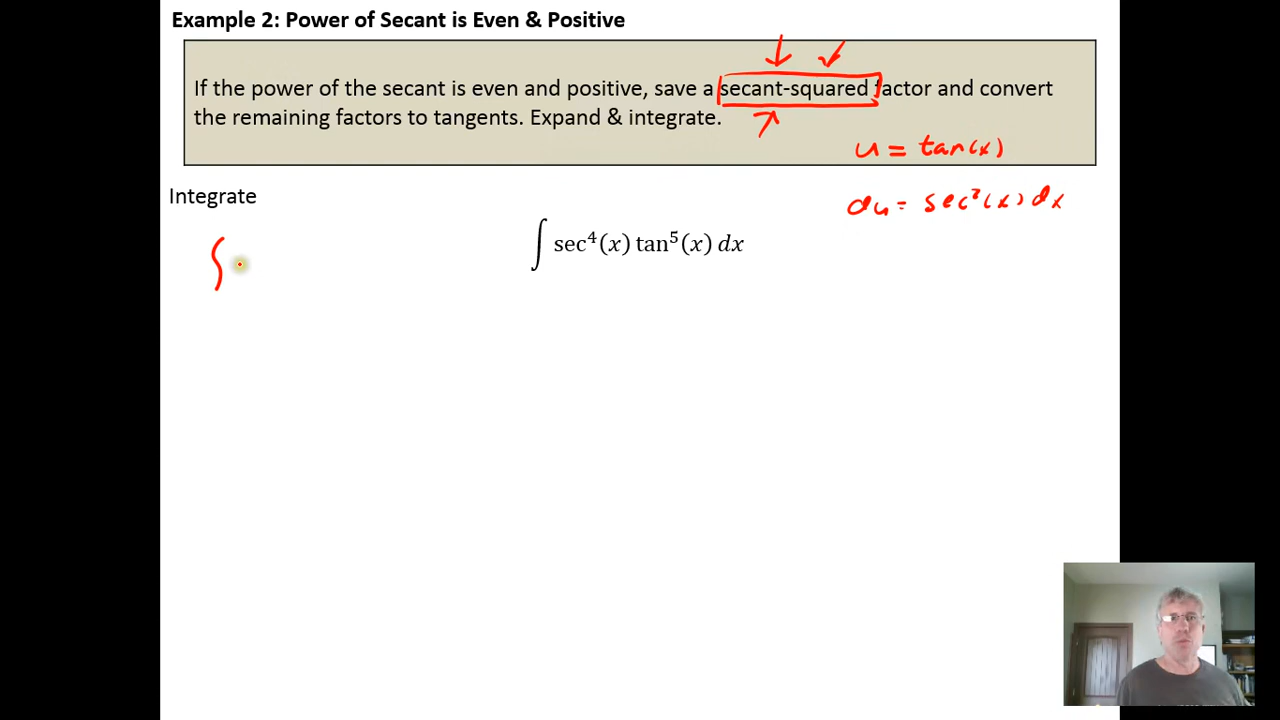 Example 2: Power of Secant is Even & Positive
If the power of the secant is even and positive, save a secant-squared factor and convert
the remaining factors to tangents. Expand & integrate.
u = tan(x)
Integrate
du = sec²(x) dx
∫ sec⁴(x) tan⁵(x) dx
∫